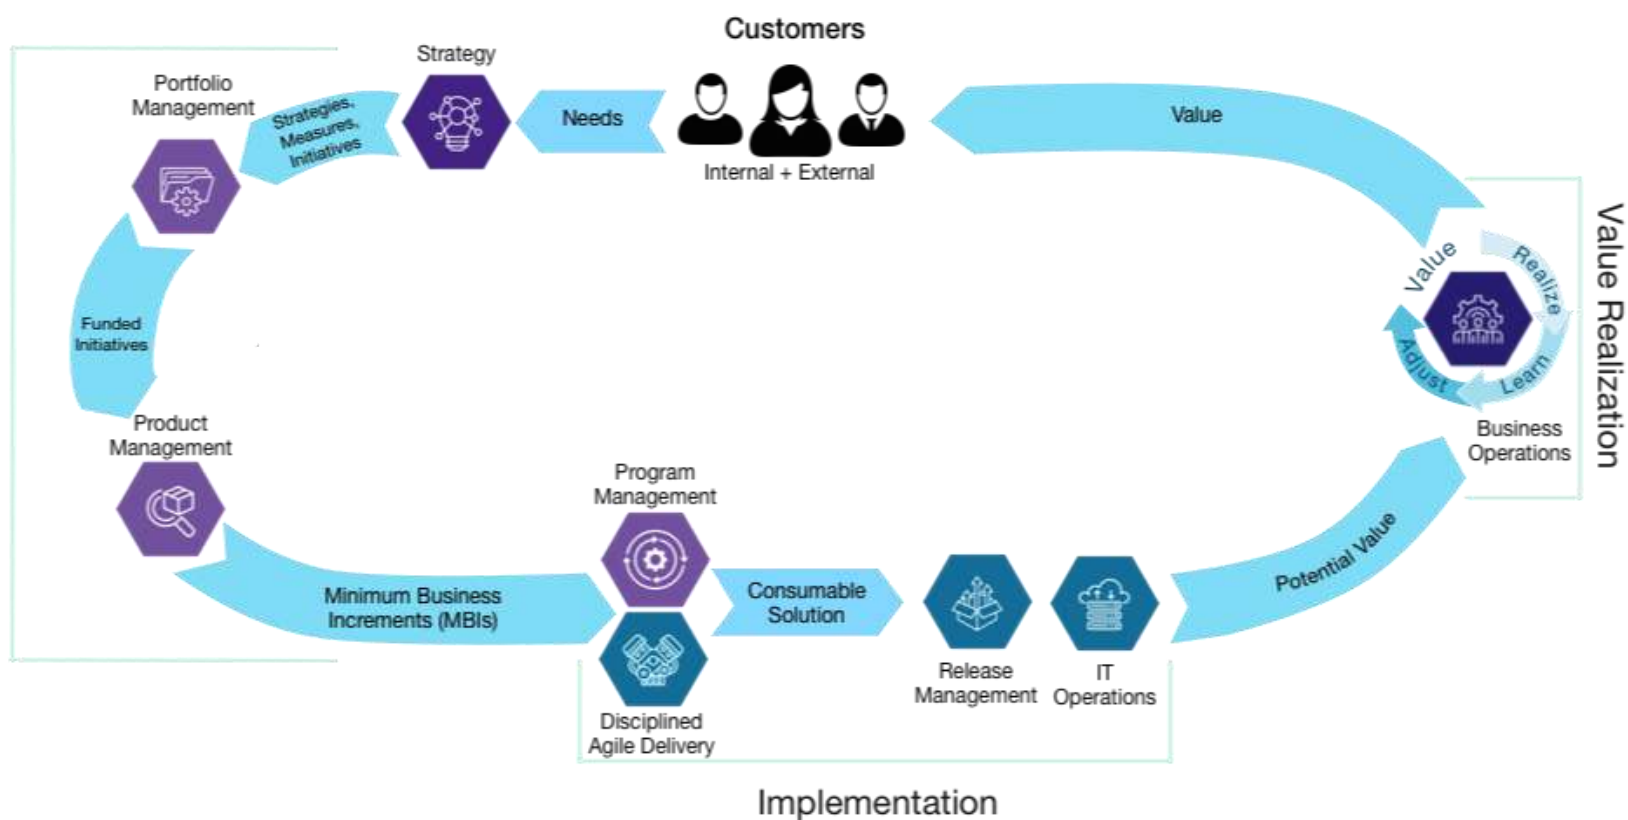 Customers
Internal + External
Needs
Strategy
Strategies,
Measures,
Initiatives
Portfolio
Management
Funded
Initiatives
Product
Management
Minimum Business
Increments (MBIs)
Program
Management
Disciplined
Agile Delivery
Consumable
Solution
Release
Management
IT
Operations
Implementation
Potential Value
Business
Operations
Value
Realize
Learn
Adjust
Value Realization
Value